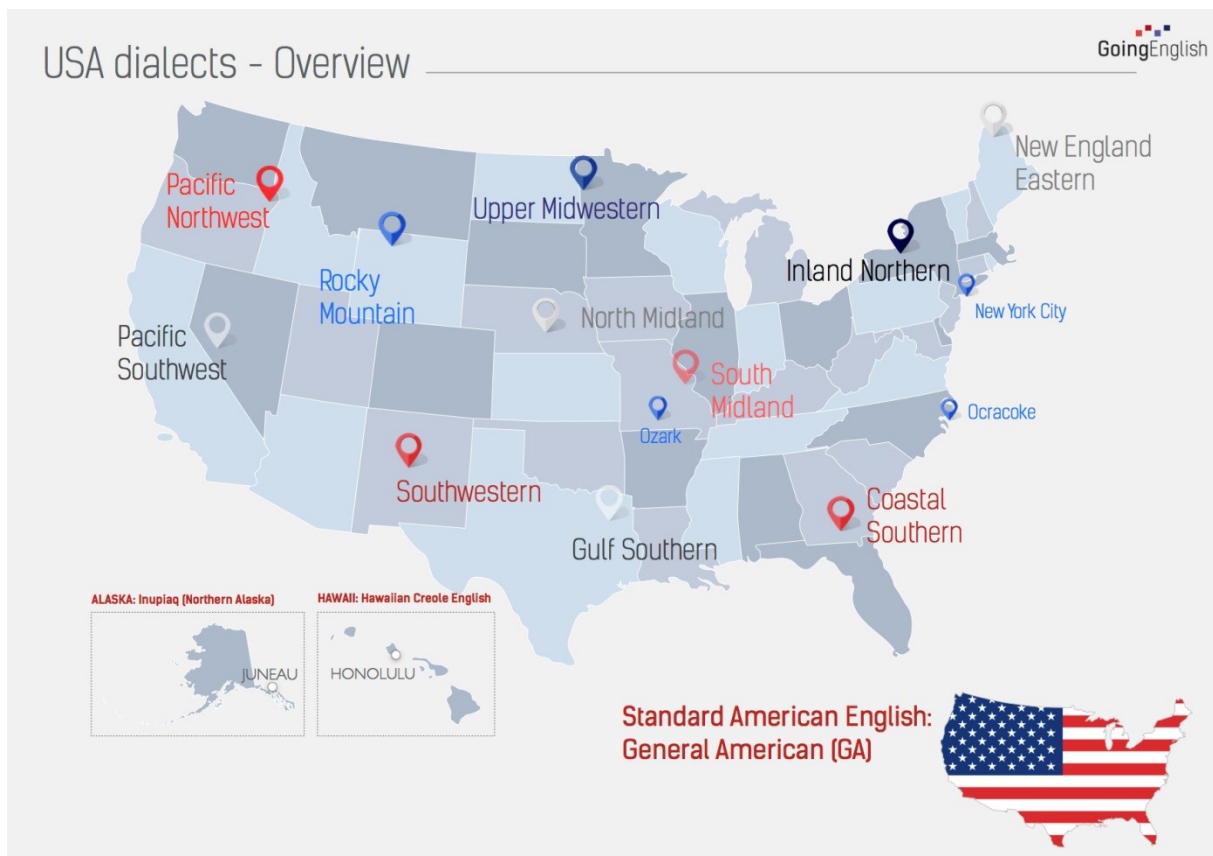 USA dialects - Overview
GoingEnglish
New England
Eastern
Pacific
Northwest
Upper Midwestern
Inland Northern
Rocky
Mountain
New York City
North Midland
Pacific
Southwest
South
Midland
Ocracoke
Ozark
Southwestern
Coastal
Southern
Gulf Southern
ALASKA: Inupiaq (Northern Alaska)
HAWAII: Hawaiian Creole English
JUNEAU
HONOLULU
Standard American English:
General American (GA)